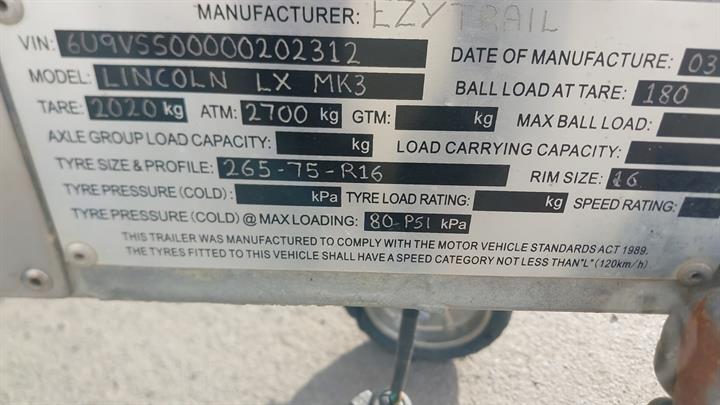 MANUFACTURER: EZYTRAIL
VIN: 6U9VS500000202312
DATE OF MANUFACTURE: 03
MODEL: LINCOLN LX MK3
BALL LOAD AT TARE: 180
TARE: 2020 kg ATM: 2700 kg GTM: kg MAX BALL LOAD:
AXLE GROUP LOAD CAPACITY: kg LOAD CARRYING CAPACITY:
TYRE SIZE & PROFILE: 265-75-R16 RIM SIZE: 16
TYRE PRESSURE (COLD): kPa TYRE LOAD RATING: kg SPEED RATING:
TYRE PRESSURE (COLD) @ MAX LOADING: 80-PSI kPa
THIS TRAILER WAS MANUFACTURED TO COMPLY WITH THE MOTOR VEHICLE STANDARDS ACT 1989.
THE TYRES FITTED TO THIS VEHICLE SHALL HAVE A SPEED CATEGORY NOT LESS THAN "L" (120km/h)